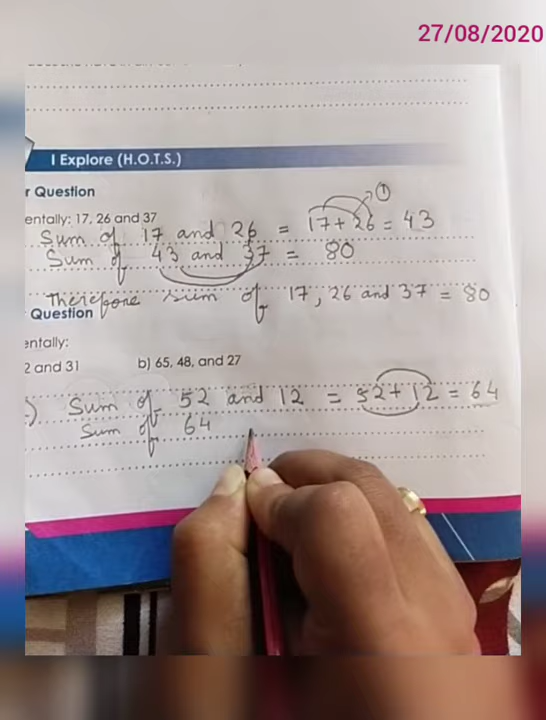 27/08/2020
I Explore (H.O.T.S.)
r Question
entally: 17, 26 and 37
1
Sum of 17 and 26 = 17 + 26 = 43
Sum of 43 and 37 = 80
Therefore sum of 17, 26 and 37 = 80
Question
entally:
2 and 31 b) 65, 48, and 27
) Sum of 52 and 12 = 52 + 12 = 64
Sum of 64